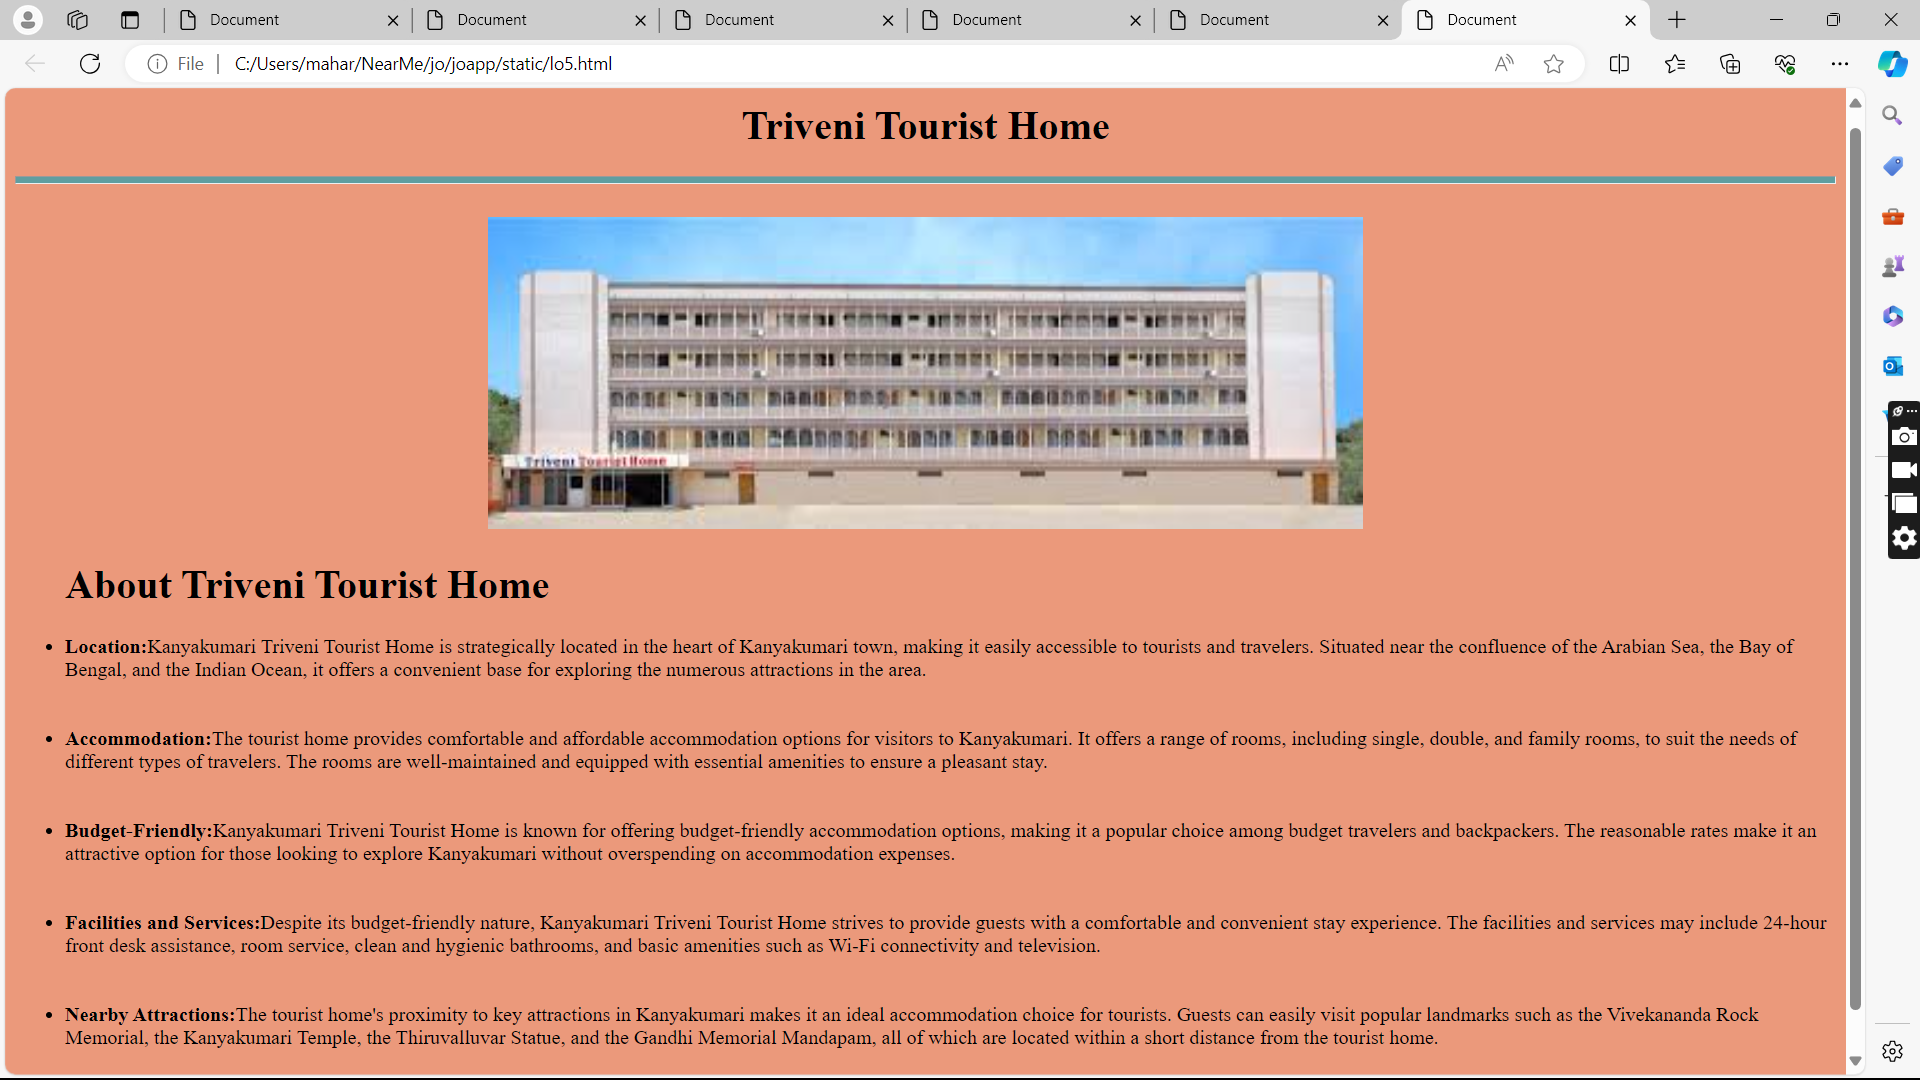 Document
Document
Document
Document
Document
Document
File
C:/Users/mahar/NearMe/jo/joapp/static/lo5.html
Triveni Tourist Home
Triveni Tourist Home
About Triveni Tourist Home
• Location:Kanyakumari Triveni Tourist Home is strategically located in the heart of Kanyakumari town, making it easily accessible to tourists and travelers. Situated near the confluence of the Arabian Sea, the Bay of
Bengal, and the Indian Ocean, it offers a convenient base for exploring the numerous attractions in the area.
• Accommodation:The tourist home provides comfortable and affordable accommodation options for visitors to Kanyakumari. It offers a range of rooms, including single, double, and family rooms, to suit the needs of
different types of travelers. The rooms are well-maintained and equipped with essential amenities to ensure a pleasant stay.
• Budget-Friendly:Kanyakumari Triveni Tourist Home is known for offering budget-friendly accommodation options, making it a popular choice among budget travelers and backpackers. The reasonable rates make it an
attractive option for those looking to explore Kanyakumari without overspending on accommodation expenses.
• Facilities and Services:Despite its budget-friendly nature, Kanyakumari Triveni Tourist Home strives to provide guests with a comfortable and convenient stay experience. The facilities and services may include 24-hour
front desk assistance, room service, clean and hygienic bathrooms, and basic amenities such as Wi-Fi connectivity and television.
• Nearby Attractions:The tourist home's proximity to key attractions in Kanyakumari makes it an ideal accommodation choice for tourists. Guests can easily visit popular landmarks such as the Vivekananda Rock
Memorial, the Kanyakumari Temple, the Thiruvalluvar Statue, and the Gandhi Memorial Mandapam, all of which are located within a short distance from the tourist home.